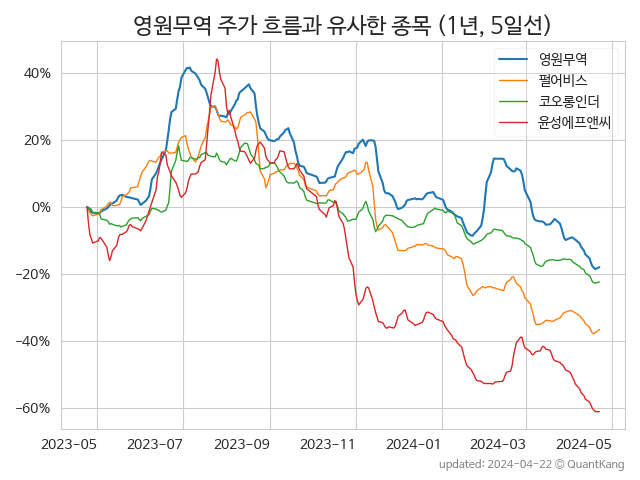 영원무역 주가 흐름과 유사한 종목 (1년, 5일선)
영원무역
펄어비스
코오롱인더
윤성에프앤씨
40%
20%
0%
−20%
−40%
−60%
2023-05 2023-07 2023-09 2023-11 2024-01 2024-03 2024-05
updated: 2024-04-22 © QuantKang